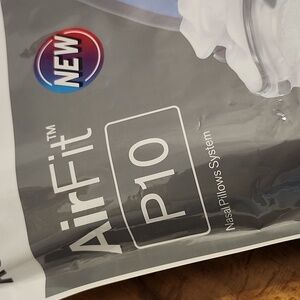 NEW
AirFit™
P10
Nasal Pillows System